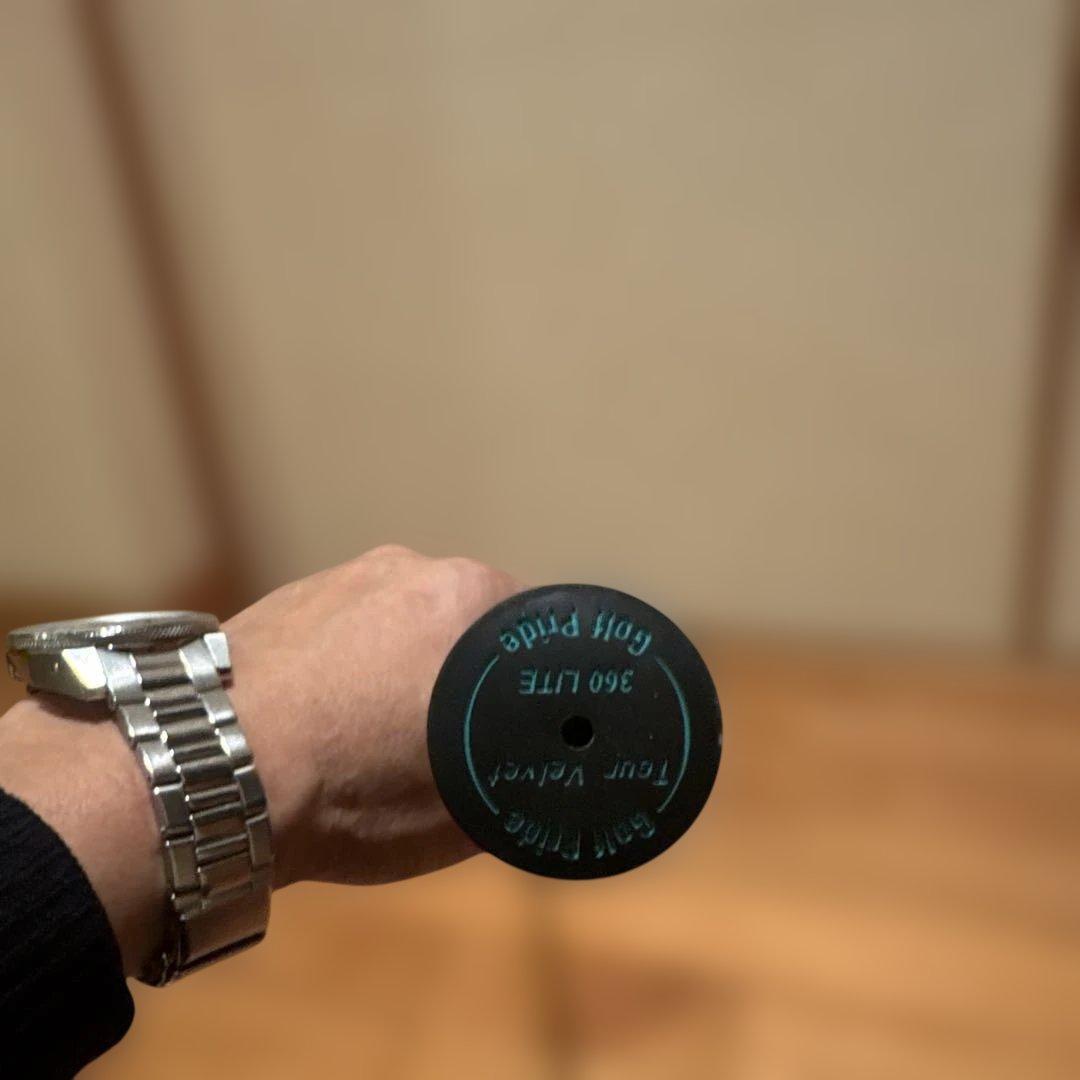 Golf Pride
Tour Velvet
360 LITE
Golf Pride